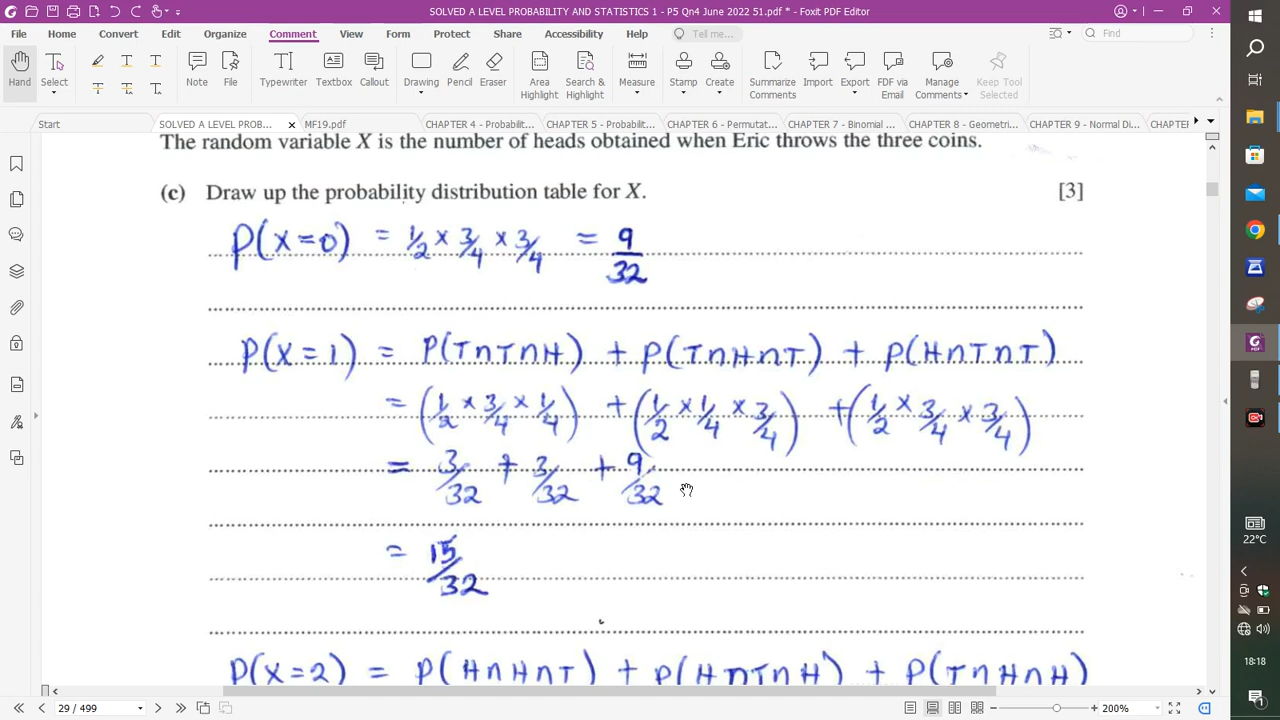 SOLVED A LEVEL PROBABILITY AND STATISTICS 1 - P5 Qn4 June 2022 51.pdf * - Foxit PDF Editor
File Home Convert Edit Organize Comment View Form Protect Share Accessibility Help Tell me... Find
Hand Select Note File Typewriter Textbox Callout Drawing Pencil Eraser Area Highlight Search & Highlight Measure Stamp Create Summarize Comments Import Export FDF via Email Manage Comments Keep Tool Selected
Start SOLVED A LEVEL PROB... MF19.pdf CHAPTER 4 - Probabilit... CHAPTER 5 - Probabilit... CHAPTER 6 - Permutat... CHAPTER 7 - Binomial ... CHAPTER 8 - Geometri... CHAPTER 9 - Normal Di... CHAPTE
The random variable X is the number of heads obtained when Eric throws the three coins.
(c) Draw up the probability distribution table for X. [3]
P(X=0) = 1/2 × 3/4 × 3/4 = 9/32
P(X=1) = P(T∩T∩H) + P(T∩H∩T) + P(H∩T∩T)
= (1/2 × 3/4 × 1/4) + (1/2 × 1/4 × 3/4) + (1/2 × 3/4 × 3/4)
= 3/32 + 3/32 + 9/32
= 15/32
P(X=2) = P(H∩H∩T) + P(H∩T∩H) + P(T∩H∩H)
29 / 499
200%
22°C
18:18